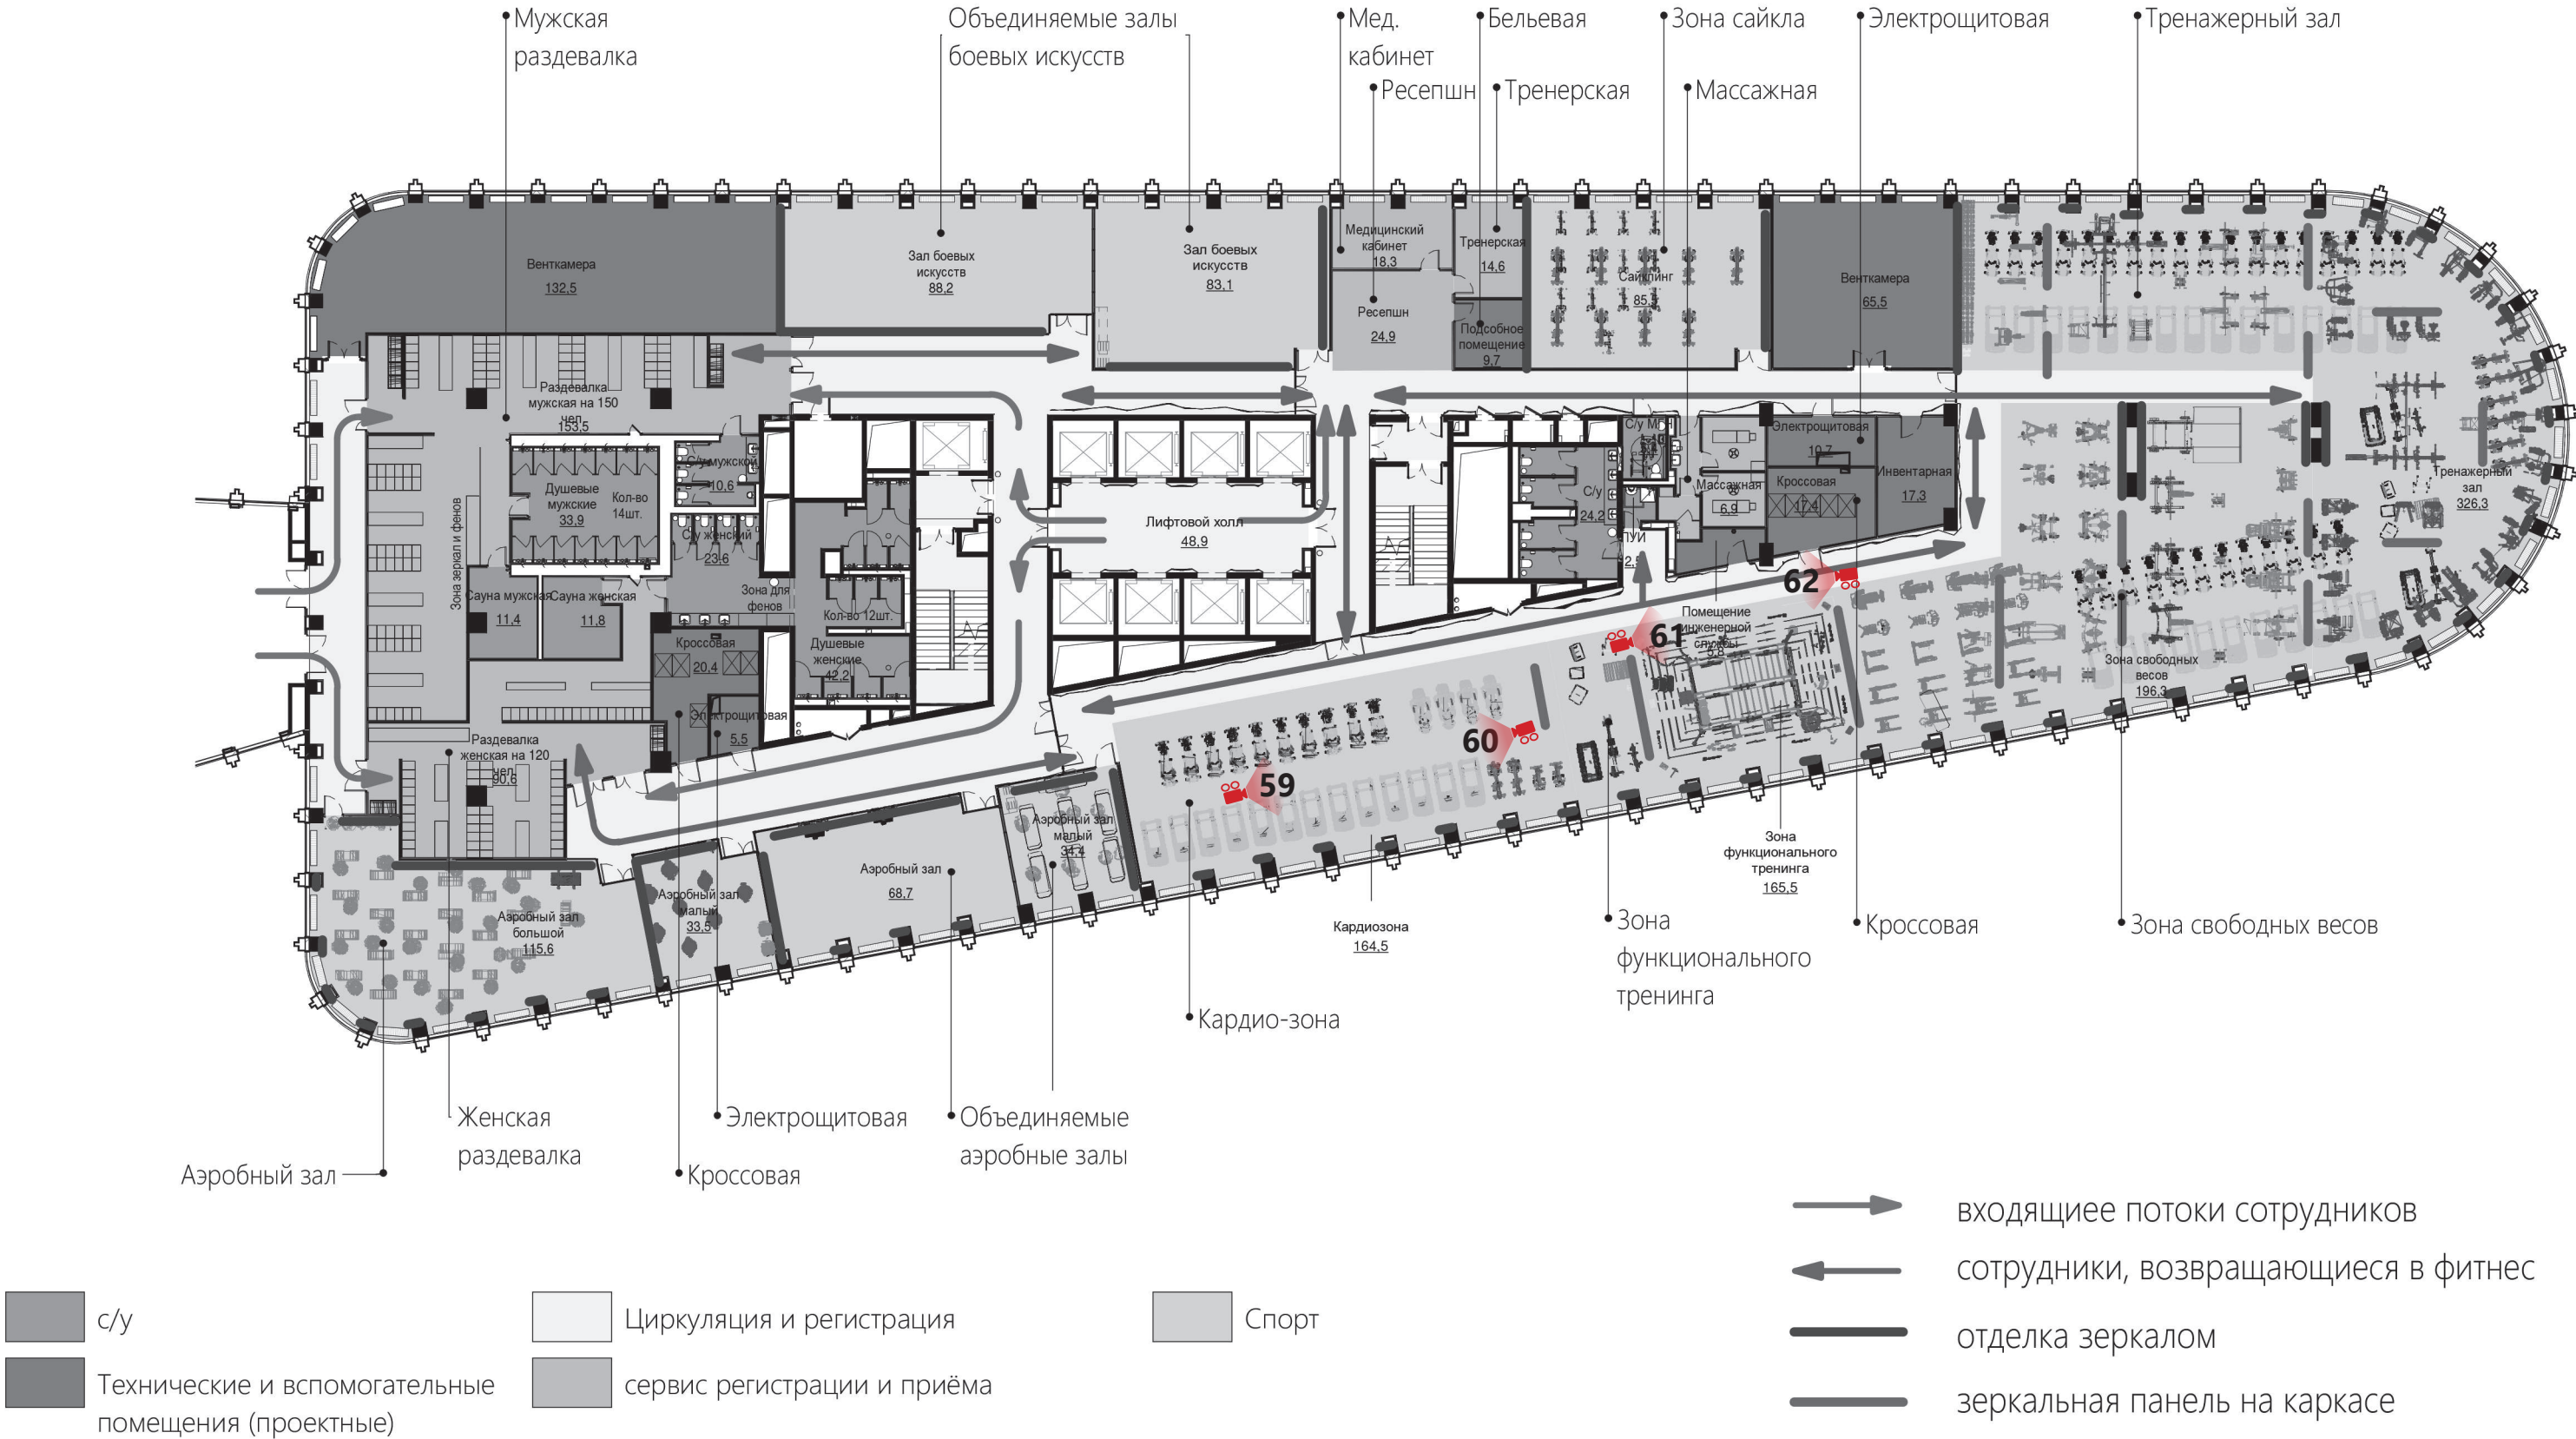 Мужская
раздевалка
Объединяемые залы
боевых искусств
Мед.
кабинет
Бельевая
Зона сайкла
Электрощитовая
Тренажерный зал
Ресепшн
Тренерская
Массажная
Венткамера
132,5
Зал боевых
искусств
88,2
Зал боевых
искусств
83,1
Медицинский
кабинет
18,3
Тренерская
14,6
Ресепшн
24,9
Подсобное
помещение
9,7
Сайклинг
Венткамера
65,5
Раздевалка
мужская на 150
чел.
153,5
Зона зеркал и фенов
Душевые
мужские
33,9
Кол-во
14шт.
С/у мужской
10,6
С/у женский
23,6
Сауна мужская
11,4
Сауна женская
11,8
Зона для
фенов
Кол-во 12шт.
Душевые
женские
42,2
Кроссовая
20,4
Электрощитовая
5,5
Лифтовой холл
48,9
С/у
24,2
ПУИ
Массажная
6,9
Электрощитовая
10,7
Кроссовая
17,4
Инвентарная
17,3
Помещение
инженерной
службы
5,8
Тренажерный
зал
326,3
Зона свободных
весов
196,3
59
60
61
62
Раздевалка
женская на 120
чел.
90,6
Аэробный зал
большой
115,6
Аэробный зал
малый
33,5
Аэробный зал
68,7
Аэробный зал
малый
34,4
Кардиозона
164,5
Зона
функционального
тренинга
165,5
Зона
функционального
тренинга
Кроссовая
Зона свободных весов
Кардио-зона
Женская
раздевалка
Электрощитовая
Объединяемые
аэробные залы
Аэробный зал
Кроссовая
входящиее потоки сотрудников
сотрудники, возвращающиеся в фитнес
отделка зеркалом
зеркальная панель на каркасе
с/у
Технические и вспомогательные
помещения (проектные)
Циркуляция и регистрация
сервис регистрации и приёма
Спорт